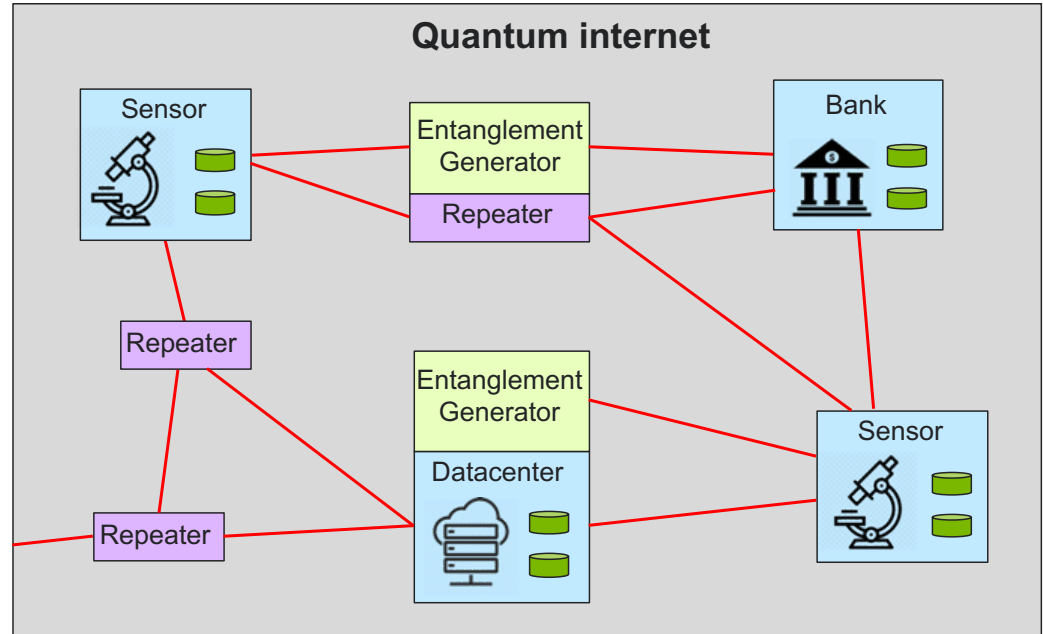 Quantum internet
Sensor
Entanglement
Generator
Repeater
Bank
$
Repeater
Entanglement
Generator
Datacenter
Sensor
Repeater